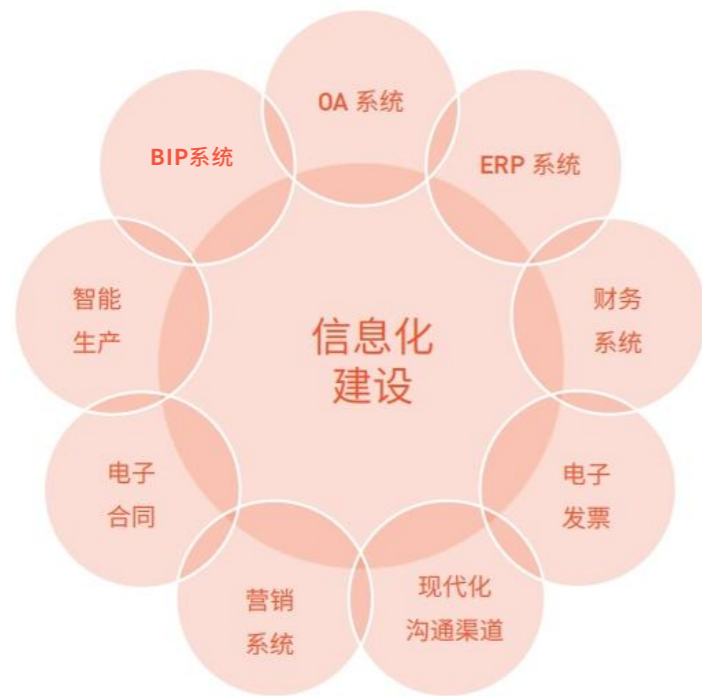 OA 系统
BIP系统
ERP 系统
智能
生产
财务
系统
信息化
建设
电子
合同
电子
发票
营销
系统
现代化
沟通渠道